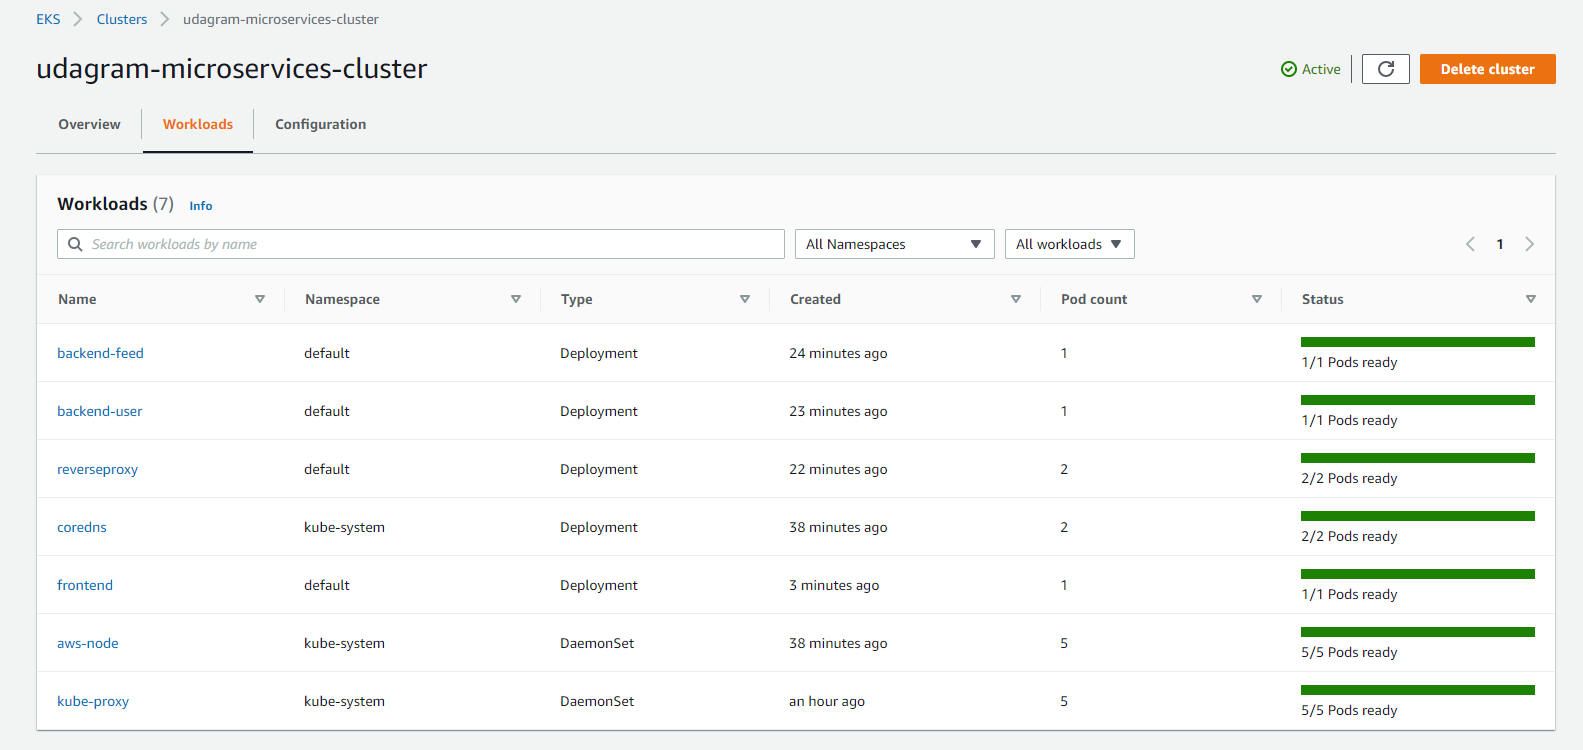 EKS Clusters udagram-microservices-cluster
udagram-microservices-cluster
Active Delete cluster
Overview Workloads Configuration
Workloads (7) Info
Search workloads by name All Namespaces All workloads 1
Name Namespace Type Created Pod count Status
backend-feed default Deployment 24 minutes ago 1 1/1 Pods ready
backend-user default Deployment 23 minutes ago 1 1/1 Pods ready
reverseproxy default Deployment 22 minutes ago 2 2/2 Pods ready
coredns kube-system Deployment 38 minutes ago 2 2/2 Pods ready
frontend default Deployment 3 minutes ago 1 1/1 Pods ready
aws-node kube-system DaemonSet 38 minutes ago 5 5/5 Pods ready
kube-proxy kube-system DaemonSet an hour ago 5 5/5 Pods ready